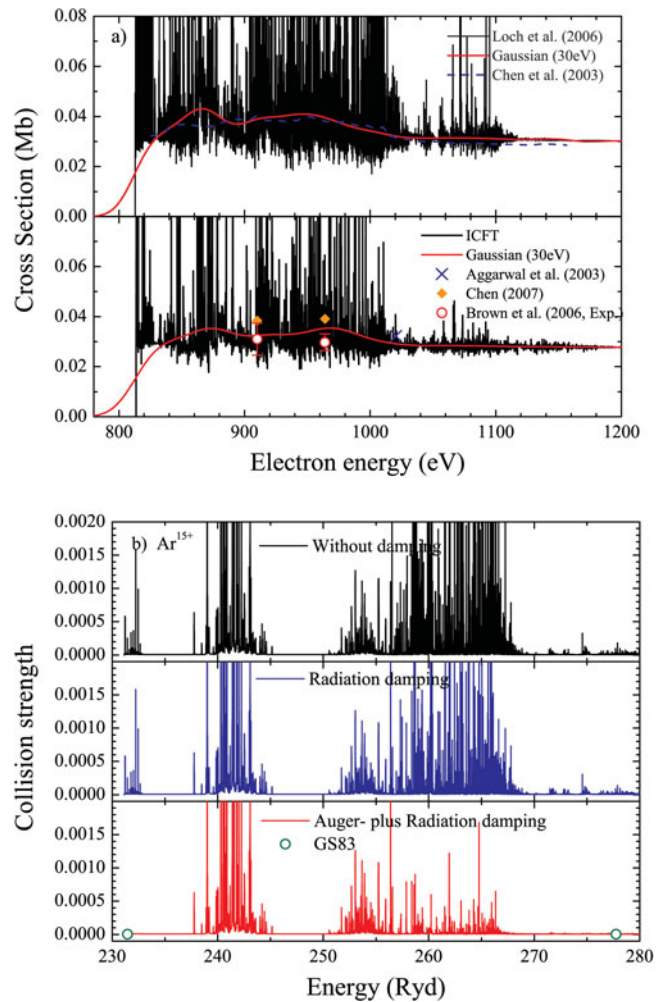 a)
Loch et al. (2006)
Gaussian (30eV)
Chen et al. (2003)
0.08
0.06
0.04
0.02
0.00
ICFT
Gaussian (30eV)
Aggarwal et al. (2003)
Chen (2007)
Brown et al. (2006, Exp.)
0.06
0.04
0.02
0.00
Cross Section (Mb)
800 900 1000 1100 1200
Electron energy (eV)
b) Ar15+
Without damping
0.0020
0.0015
0.0010
0.0005
0.0000
Radiation damping
0.0015
0.0010
0.0005
0.0000
Auger- plus Radiation damping
GS83
0.0015
0.0010
0.0005
0.0000
Collision strength
230 240 250 260 270 280
Energy (Ryd)